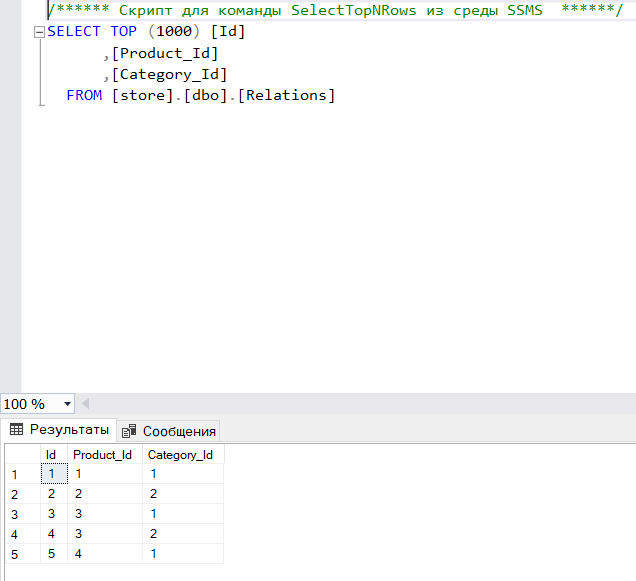 /****** Скрипт для команды SelectTopNRows из среды SSMS  ******/
SELECT TOP (1000) [Id]
,[Product_Id]
,[Category_Id]
FROM [store].[dbo].[Relations]
100 %
Результаты Сообщения
Id Product_Id Category_Id
1 1 1 1
2 2 2 2
3 3 3 1
4 4 3 2
5 5 4 1